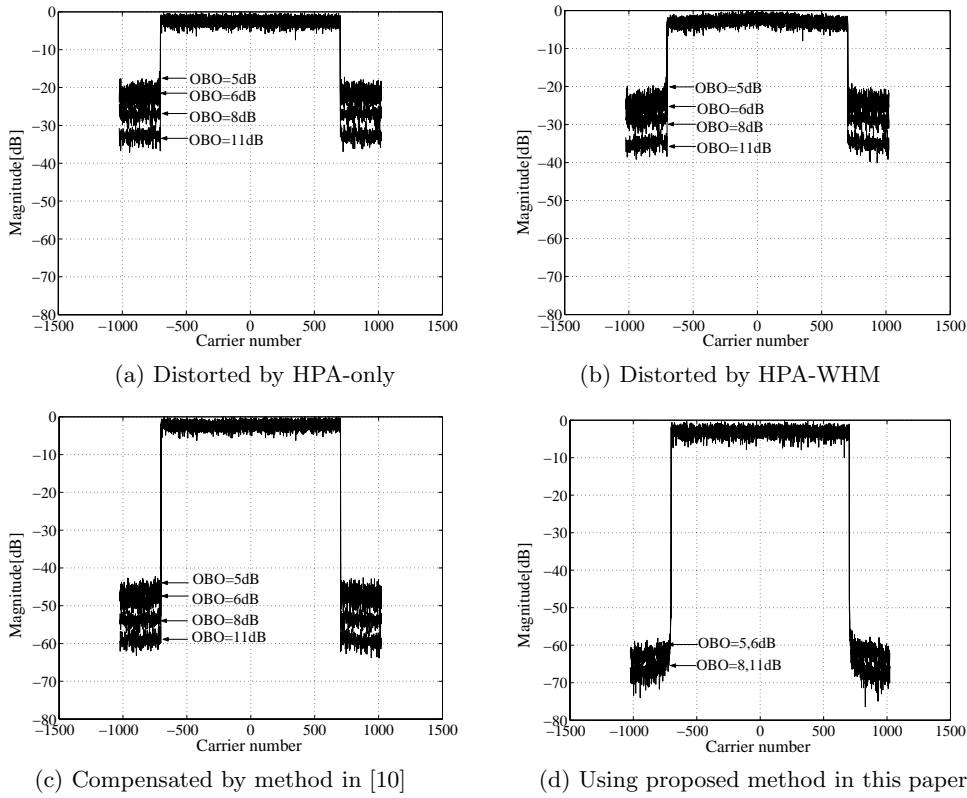 0
−10
−20
−30
−40
−50
−60
−70
−80
Magnitude[dB]
OBO=5dB
OBO=6dB
OBO=8dB
OBO=11dB
−1500 −1000 −500 0 500 1000 1500
Carrier number
(a) Distorted by HPA-only
0
−10
−20
−30
−40
−50
−60
−70
−80
Magnitude[dB]
OBO=5dB
OBO=6dB
OBO=8dB
OBO=11dB
−1500 −1000 −500 0 500 1000 1500
Carrier number
(b) Distorted by HPA-WHM
0
−10
−20
−30
−40
−50
−60
−70
−80
Magnitude[dB]
OBO=5dB
OBO=6dB
OBO=8dB
OBO=11dB
−1500 −1000 −500 0 500 1000 1500
Carrier number
(c) Compensated by method in [10]
0
−10
−20
−30
−40
−50
−60
−70
−80
Magnitude[dB]
OBO=5,6dB
OBO=8,11dB
−1500 −1000 −500 0 500 1000 1500
Carrier number
(d) Using proposed method in this paper